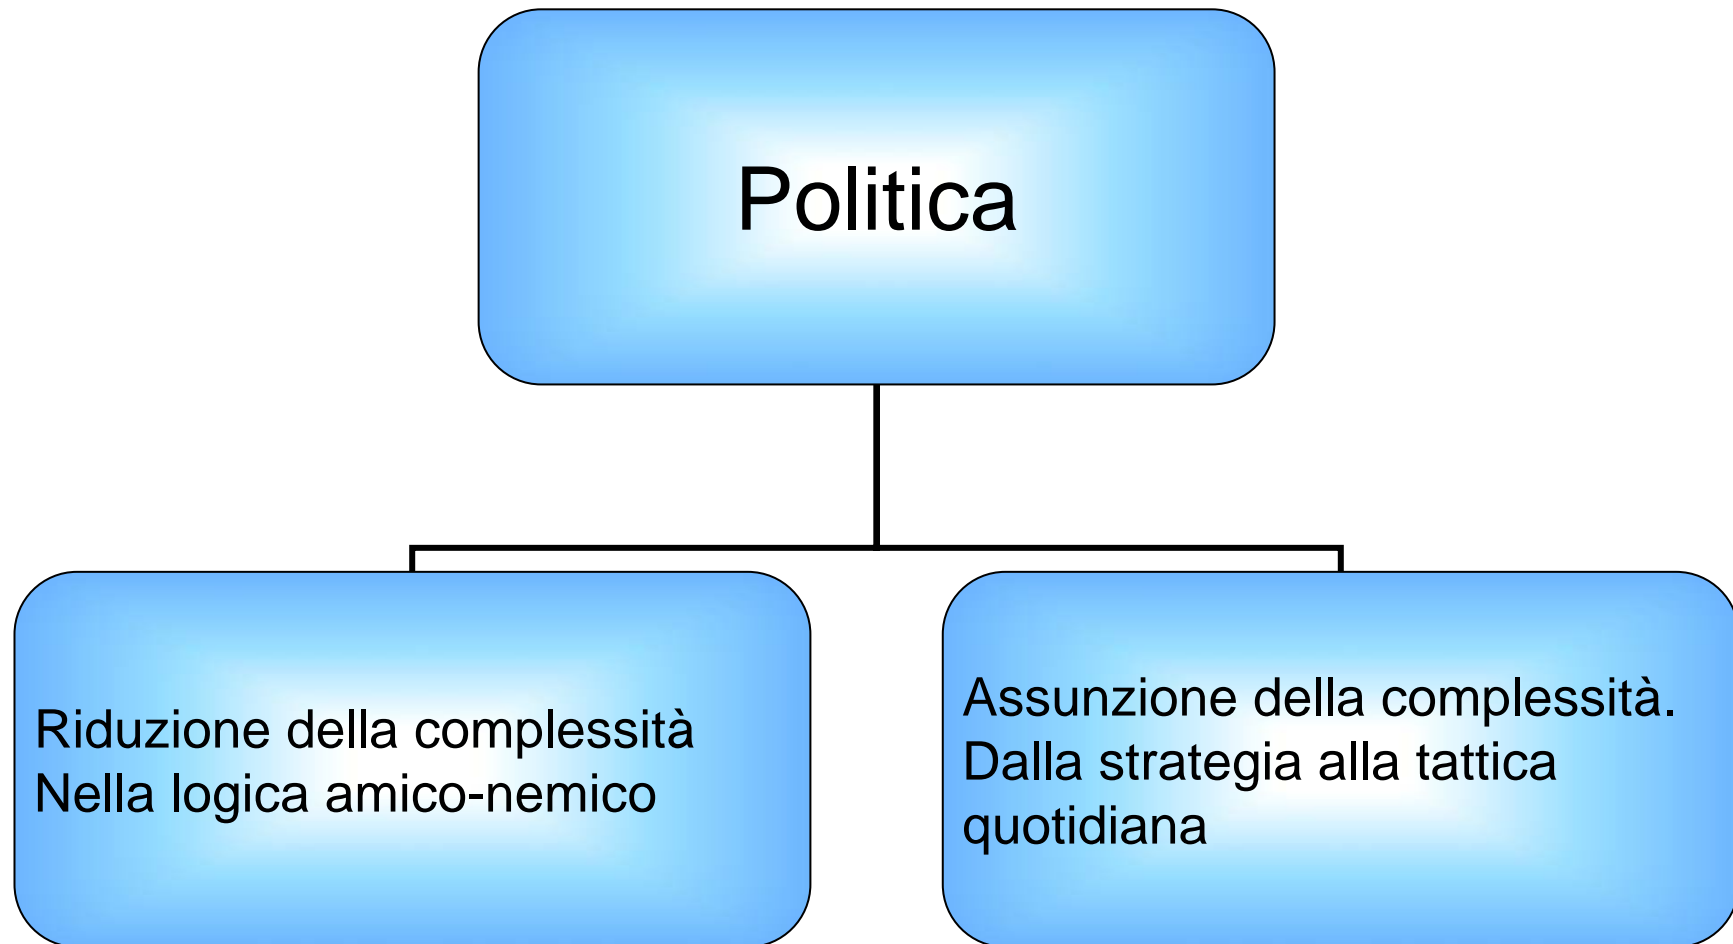 Politica
Riduzione della complessità
Nella logica amico-nemico
Assunzione della complessità.
Dalla strategia alla tattica
quotidiana